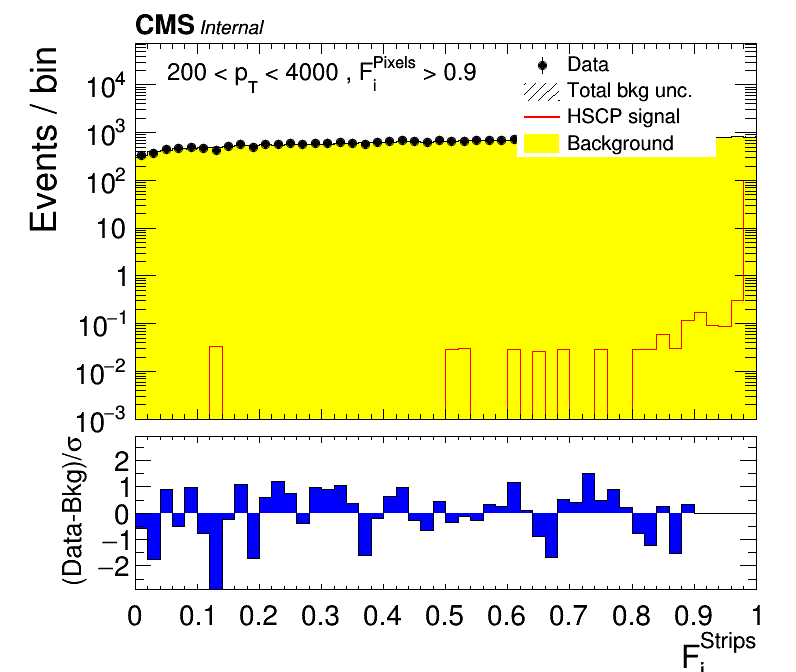 CMS Internal
200 < p_T < 4000 , F_i^Pixels > 0.9
Data
Total bkg unc.
HSCP signal
Background
Events / bin
10^4
10^3
10^2
10
1
10^−1
10^−2
10^−3
(Data-Bkg)/σ
2
1
0
−1
−2
0 0.1 0.2 0.3 0.4 0.5 0.6 0.7 0.8 0.9 1
F_i^Strips